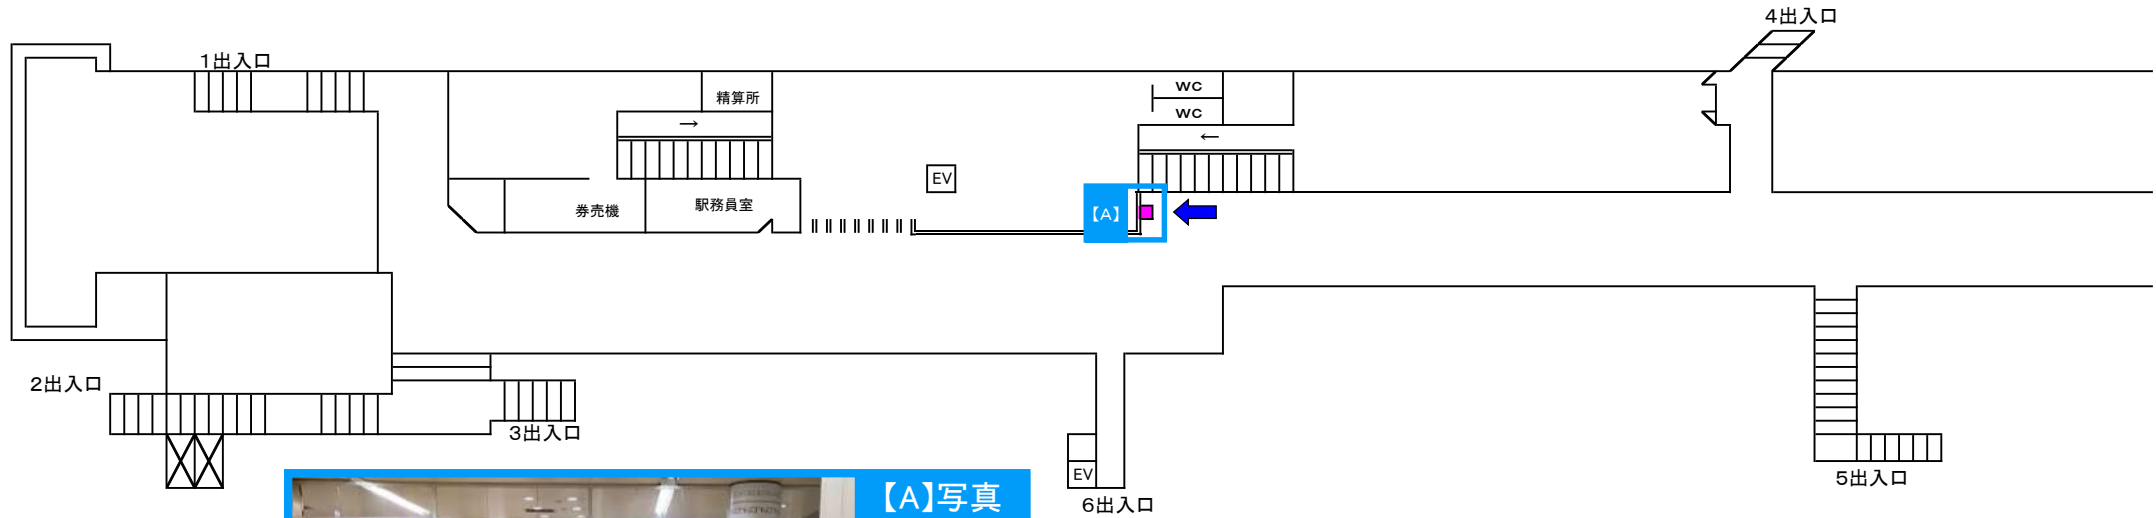 4出入口
1出入口
精算所
WC
WC
→
←
EV
券売機
駅務員室
【A】
2出入口
3出入口
EV
6出入口
5出入口
【A】写真